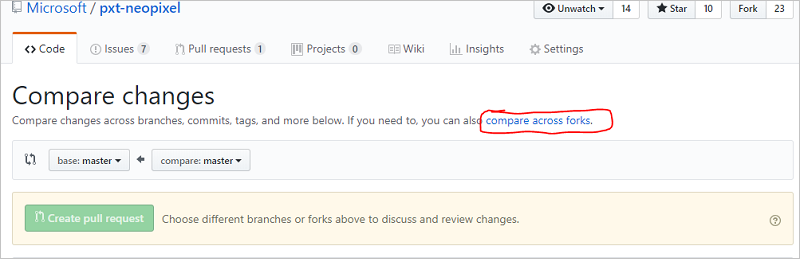 Microsoft / pxt-neopixel Unwatch 14 Star 10 Fork 23
Code Issues 7 Pull requests 1 Projects 0 Wiki Insights Settings
Compare changes
Compare changes across branches, commits, tags, and more below. If you need to, you can also compare across forks.
base: master compare: master
Create pull request Choose different branches or forks above to discuss and review changes.